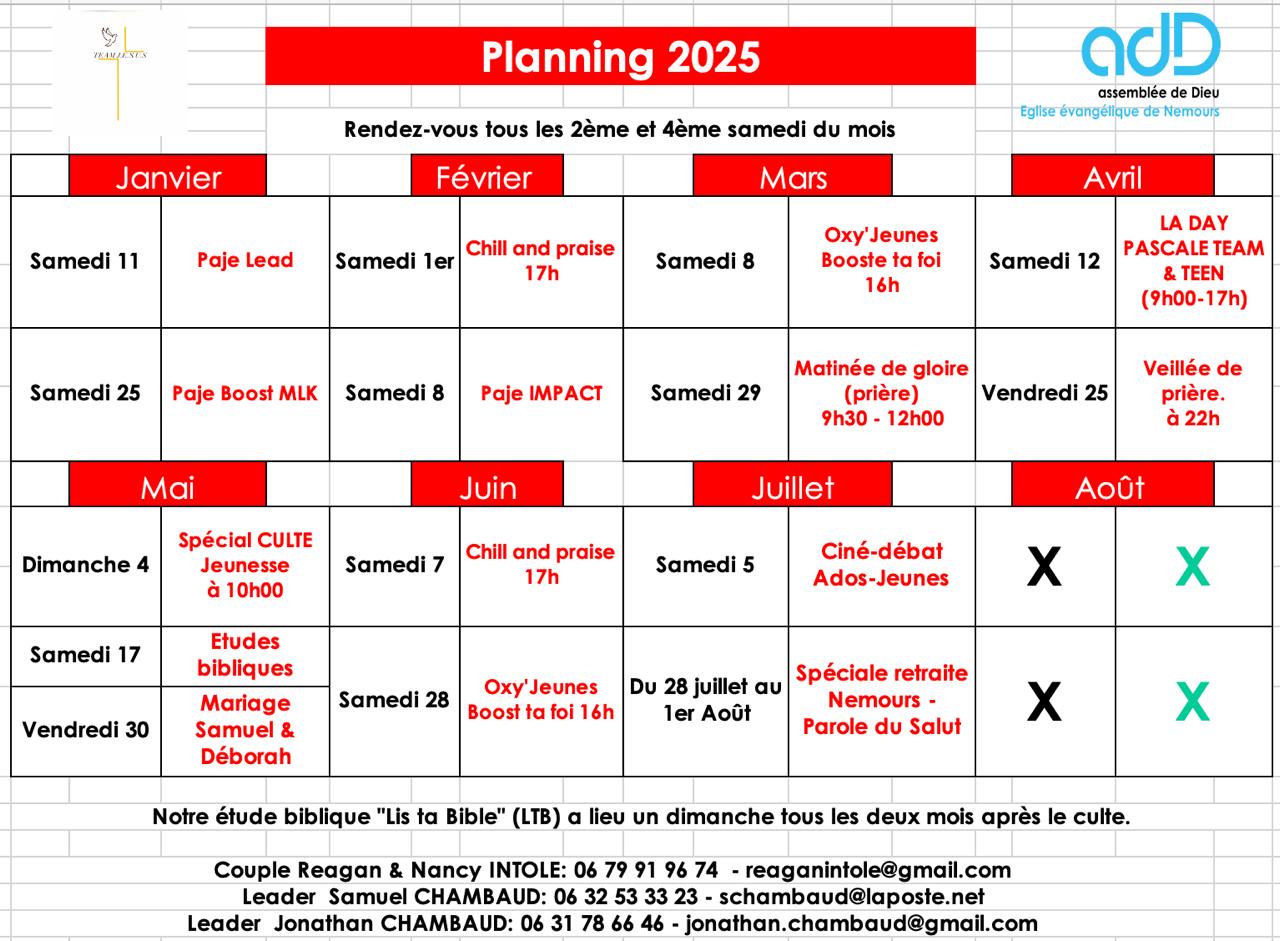 TEAM JESUS
Planning 2025
adD
assemblée de Dieu
Eglise évangélique de Nemours
Rendez-vous tous les 2ème et 4ème samedi du mois
Janvier
Février
Mars
Avril
Samedi 11
Paje Lead
Samedi 1er
Chill and praise
17h
Samedi 8
Oxy'Jeunes
Booste ta foi
16h
Samedi 12
LA DAY
PASCALE TEAM
& TEEN
(9h00-17h)
Samedi 25
Paje Boost MLK
Samedi 8
Paje IMPACT
Samedi 29
Matinée de gloire
(prière)
9h30 - 12h00
Vendredi 25
Veillée de
prière.
à 22h
Mai
Juin
Juillet
Août
Dimanche 4
Spécial CULTE
Jeunesse
à 10h00
Samedi 7
Chill and praise
17h
Samedi 5
Ciné-débat
Ados-Jeunes
X
X
Samedi 17
Etudes
bibliques
Vendredi 30
Mariage
Samuel &
Déborah
Samedi 28
Oxy'Jeunes
Boost ta foi 16h
Du 28 juillet au
1er Août
Spéciale retraite
Nemours -
Parole du Salut
X
X
Notre étude biblique "Lis ta Bible" (LTB) a lieu un dimanche tous les deux mois après le culte.
Couple Reagan & Nancy INTOLE: 06 79 91 96 74  - reaganintole@gmail.com
Leader  Samuel CHAMBAUD: 06 32 53 33 23 - schambaud@laposte.net
Leader  Jonathan CHAMBAUD: 06 31 78 66 46 - jonathan.chambaud@gmail.com